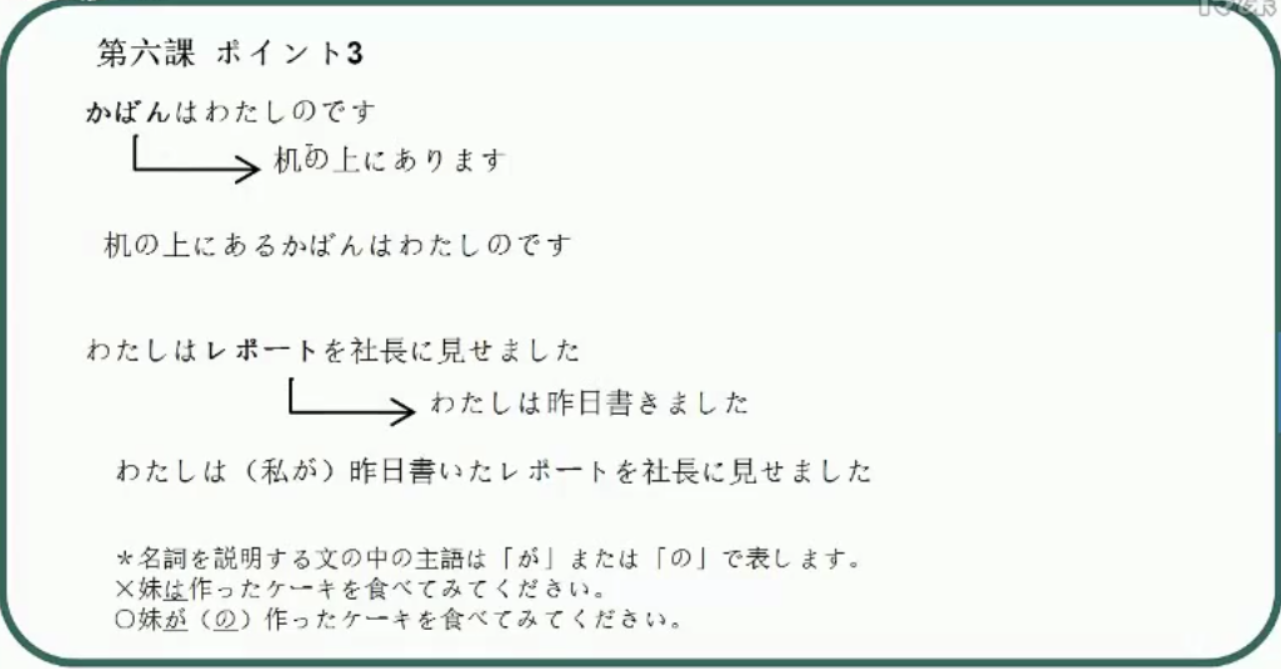 第六課 ポイント3
かばんはわたしのです
机の上にあります
机の上にあるかばんはわたしのです
わたしはレポートを社長に見せました
わたしは昨日書きました
わたしは（私が）昨日書いたレポートを社長に見せました
＊名詞を説明する文の中の主語は「が」または「の」で表します。
×妹は作ったケーキを食べてみてください。
○妹が（の）作ったケーキを食べてみてください。